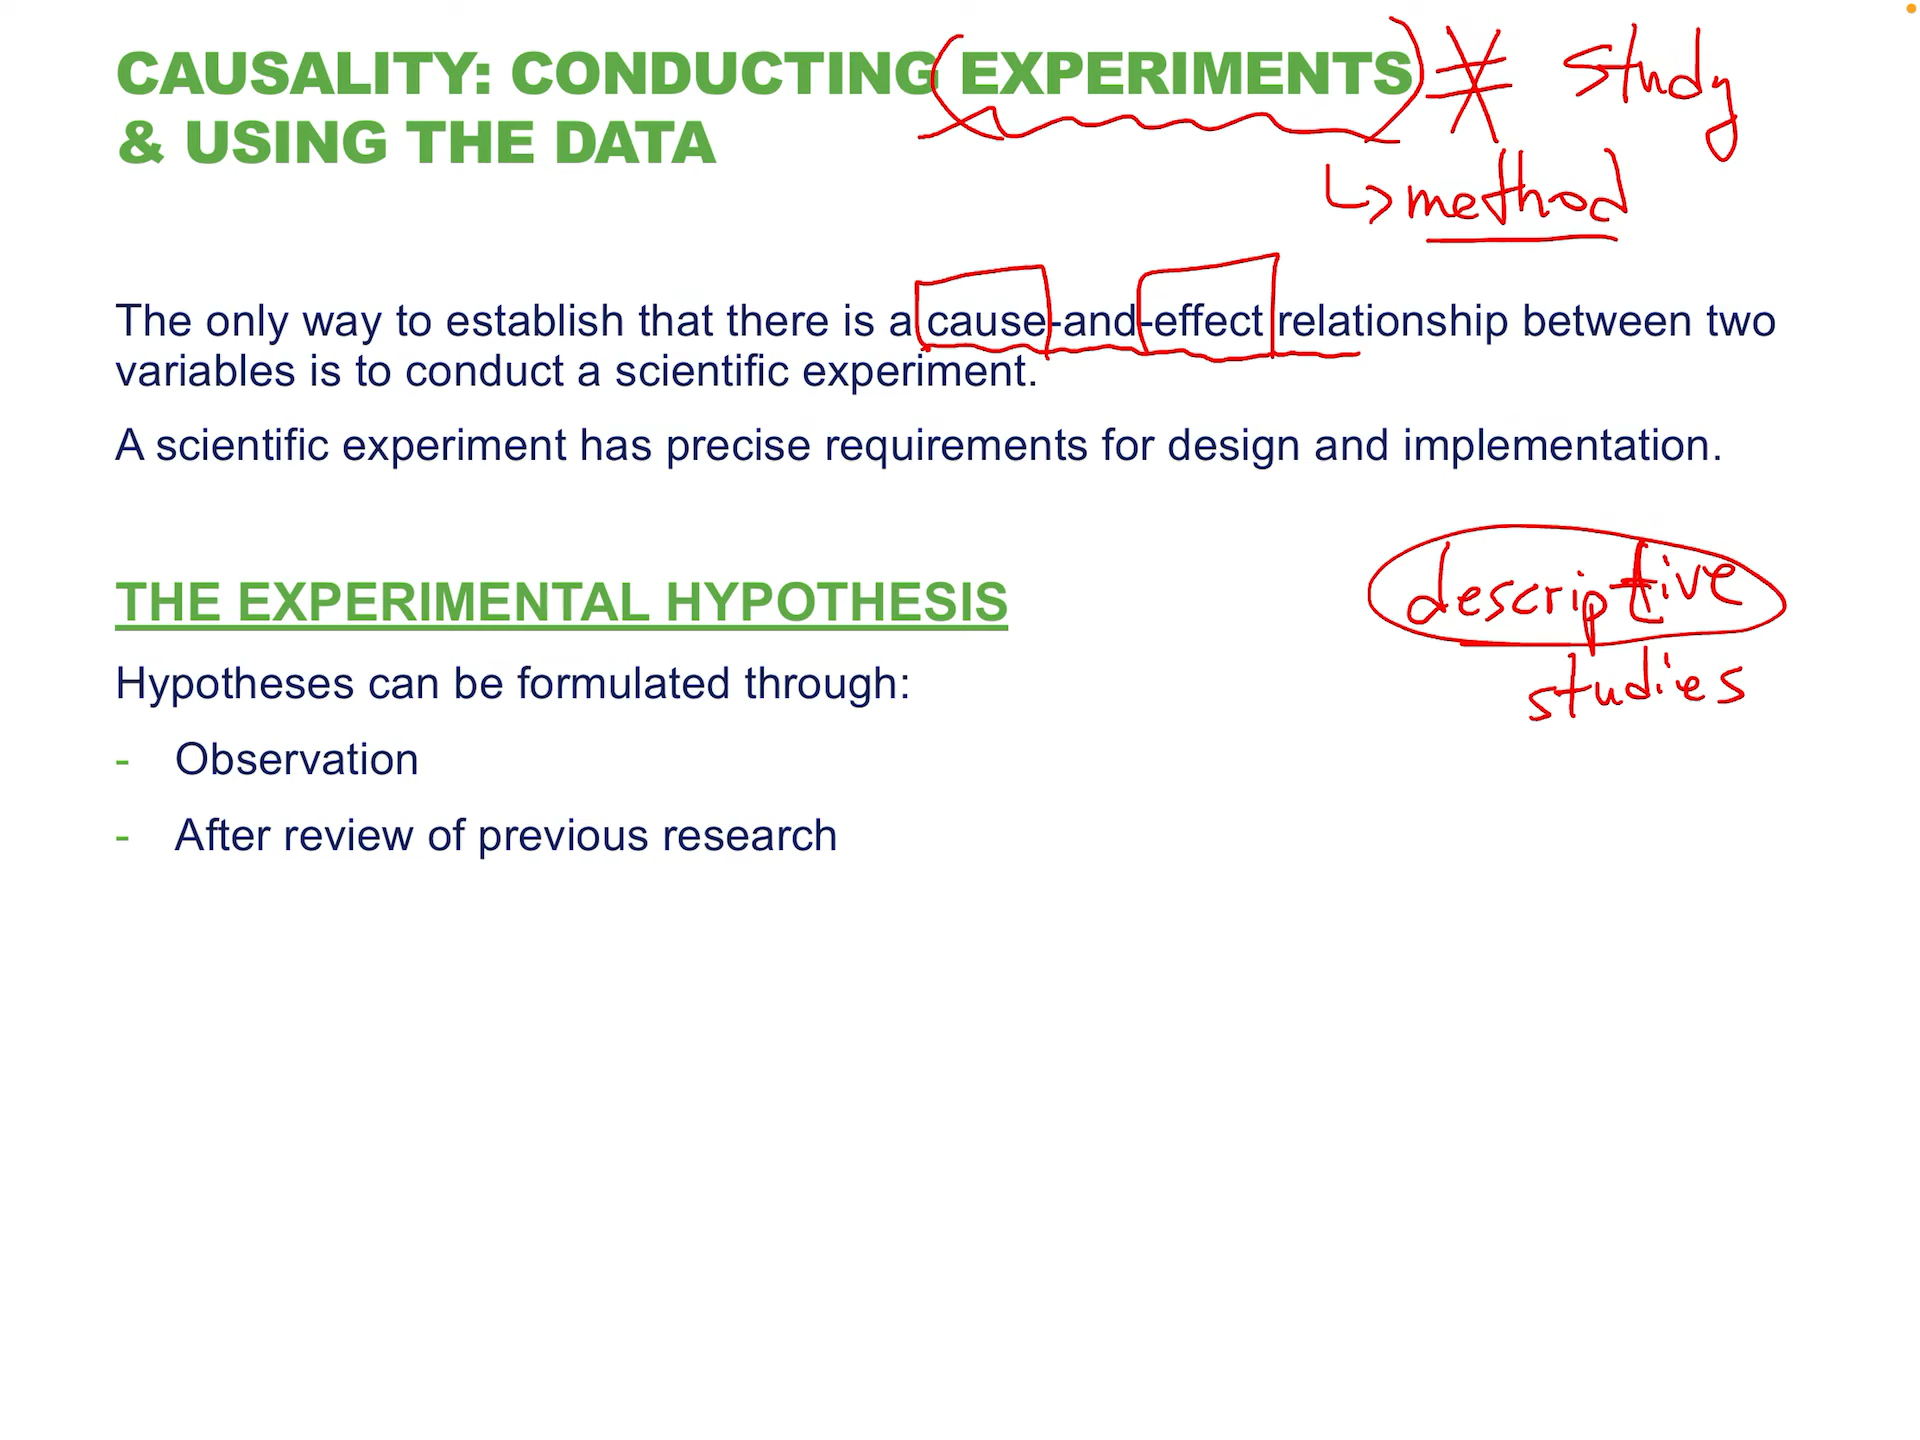 CAUSALITY: CONDUCTING EXPERIMENTS ≠ study
& USING THE DATA
↳ method
The only way to establish that there is a cause-and-effect relationship between two
variables is to conduct a scientific experiment.
A scientific experiment has precise requirements for design and implementation.
descriptive
studies
THE EXPERIMENTAL HYPOTHESIS
Hypotheses can be formulated through:
- Observation
- After review of previous research